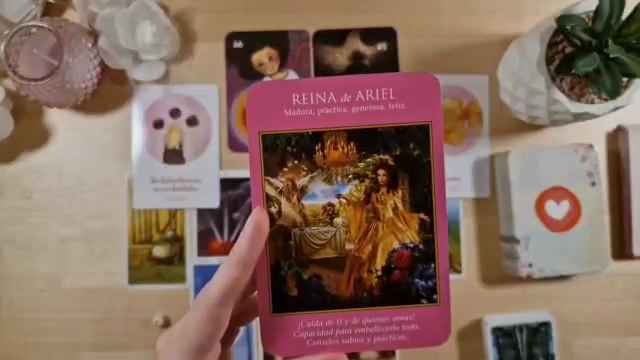 REINA de ARIEL
Madura, práctica, generosa, feliz
¡Cuida de ti y de quienes amas!
Capacidad para embellecerlo todo.
Consejos sabios y prácticos.